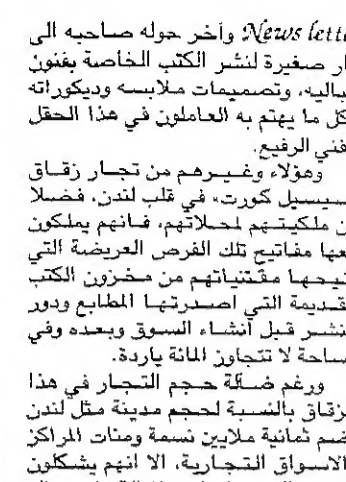 News lette وآخر حوله صاحبه الى
ار صغيرة لنشر الكتب الخاصة بفنون
باليه، وتصميمات ملابسه وديكوراته
كل ما يهتم به العاملون في هذا الحقل
فني الرفيع.
وهؤلاء وغيرهم من تجار زقاق
سيسيل كورت» في قلب لندن، فضلا
ن ملكيتهم لمحلاتهم، فانهم يملكون
عها مفاتيح تلك الفرص العريضة التي
تيحها مقتنياتهم من مخزون الكتب
قديمة التي اصدرتها المطابع ودور
نشر قبل انشاء السوق وبعده وفي
ساحة لا تتجاوز المائة ياردة.
ورغم ضآلة حجم التجار في هذا
زقاق بالنسبة لحجم مدينة مثل لندن
ضم ثمانية ملايين نسمة ومئات المراكز
الاسواق التجارية، الا انهم يشكلون